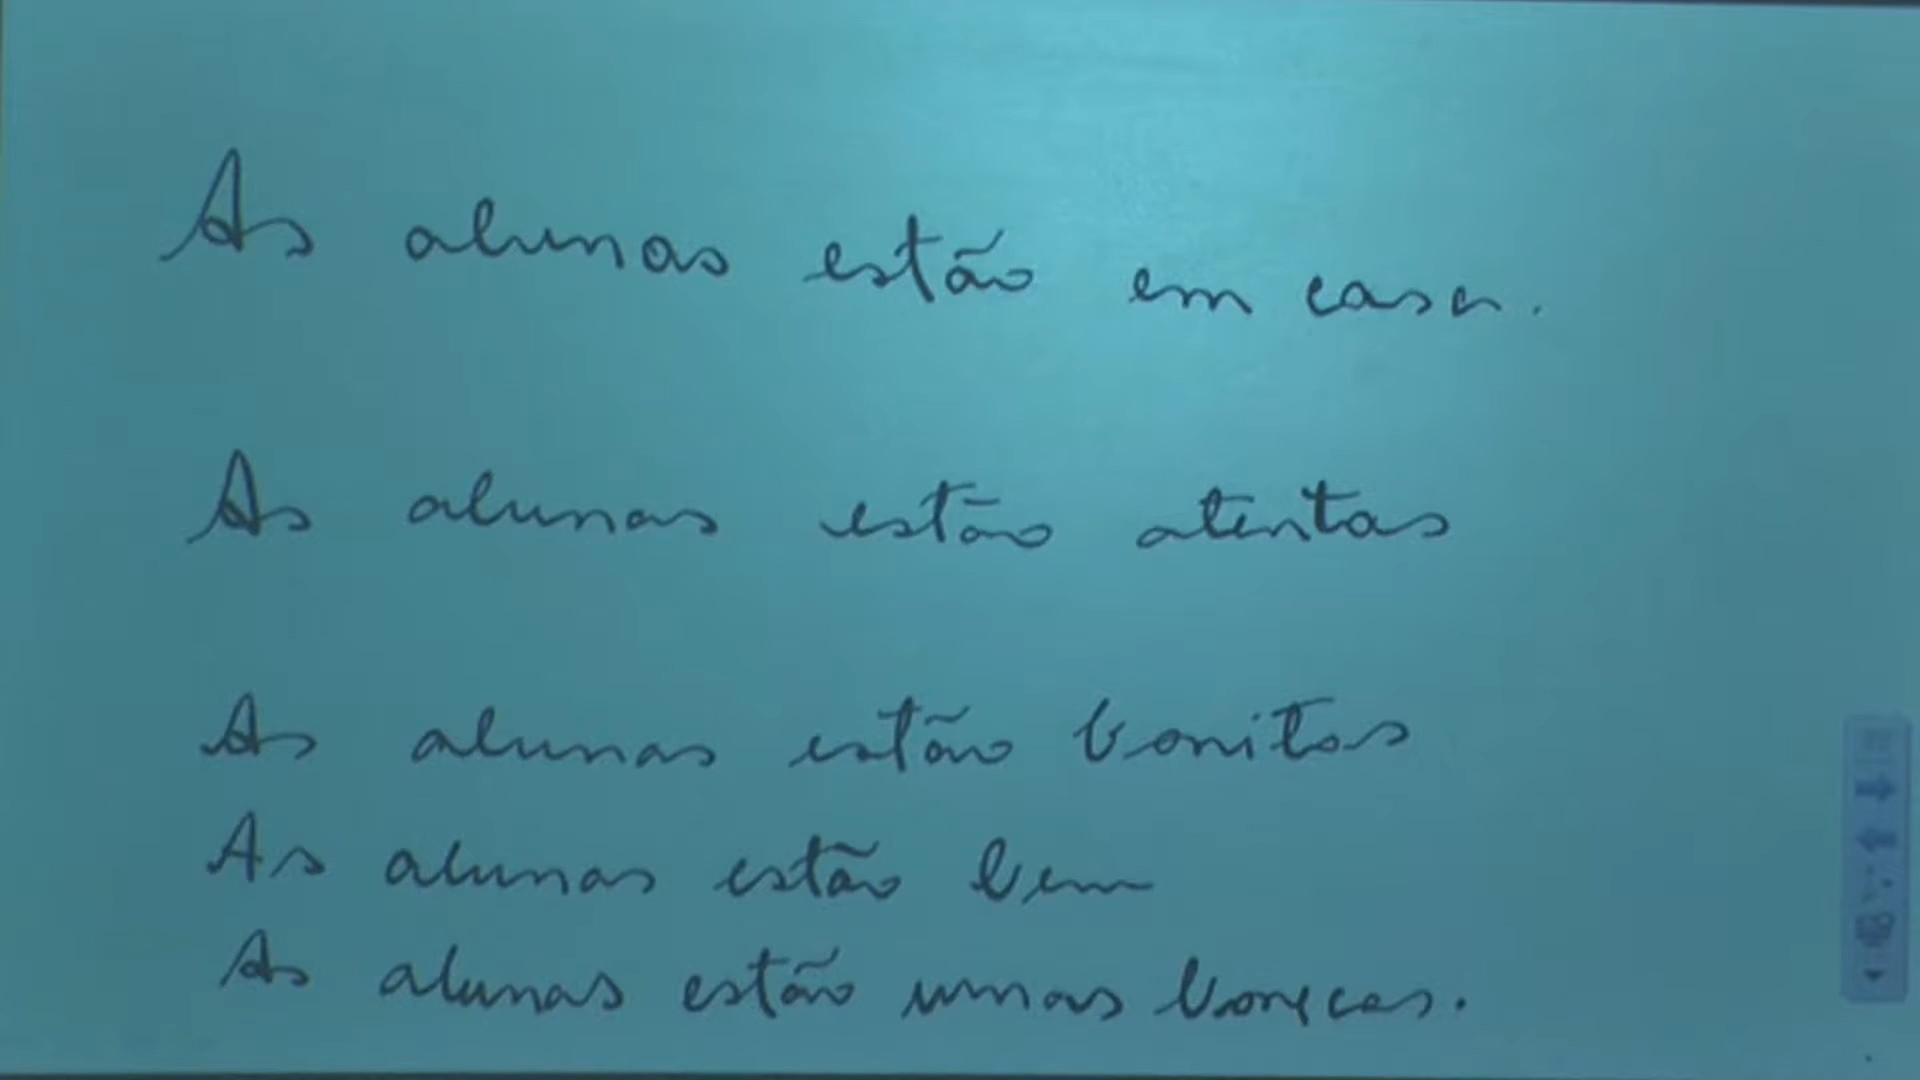 As alunas estão em casa.
As alunas estão atentas
As alunas estão bonitas
As alunas estão bem
As alunas estão umas bonecas.